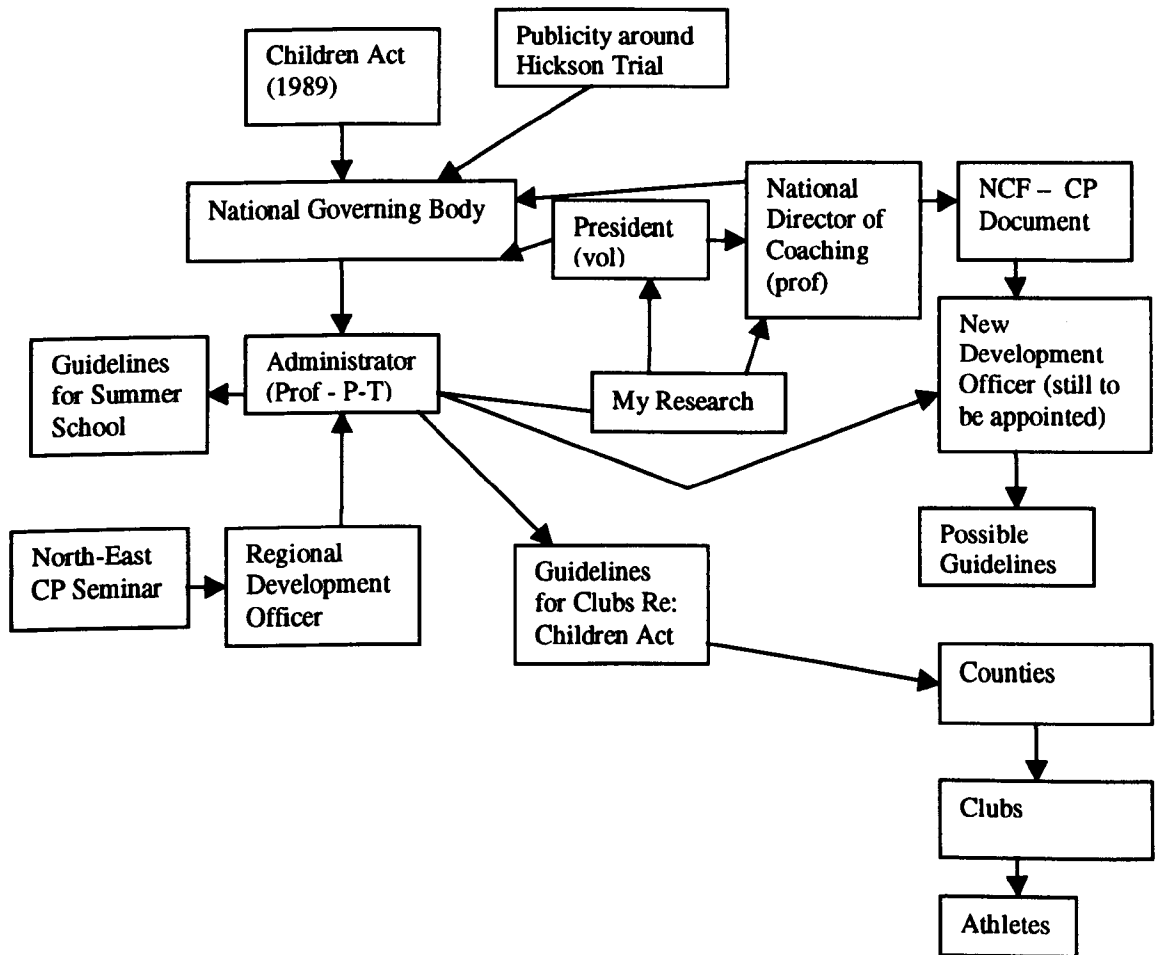 Children Act
(1989)
Publicity around
Hickson Trial
National Governing Body
President
(vol)
National
Director of
Coaching
(prof)
NCF – CP
Document
Guidelines
for Summer
School
Administrator
(Prof - P-T)
My Research
New
Development
Officer (still to
be appointed)
North-East
CP Seminar
Regional
Development
Officer
Guidelines
for Clubs Re:
Children Act
Possible
Guidelines
Counties
Clubs
Athletes